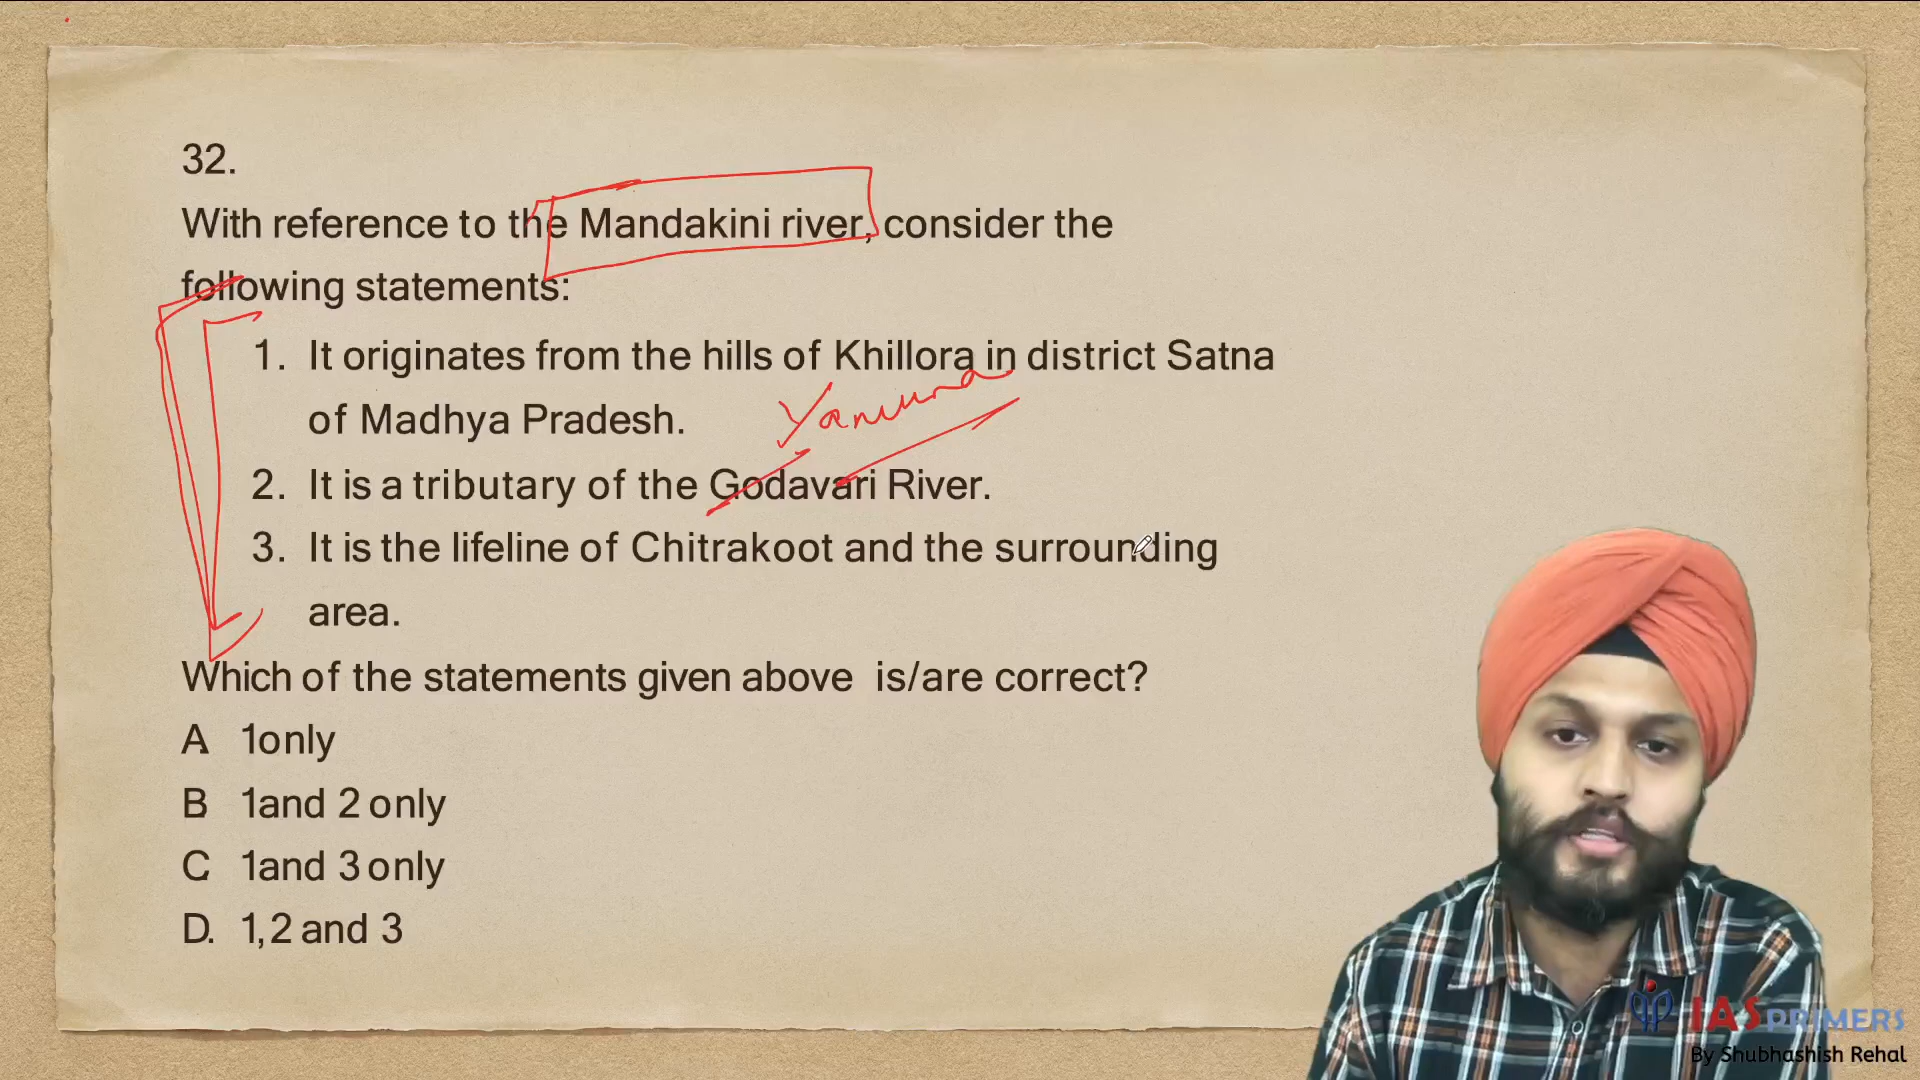 32.
With reference to the Mandakini river, consider the
following statements:
1. It originates from the hills of Khillora in district Satna
of Madhya Pradesh.
Yamuna
2. It is a tributary of the Godavari River.
3. It is the lifeline of Chitrakoot and the surrounding
area.
Which of the statements given above is/are correct?
A 1only
B 1and 2 only
C 1and 3 only
D. 1,2 and 3
IAS PRIMERS
By Shubhashish Rehal